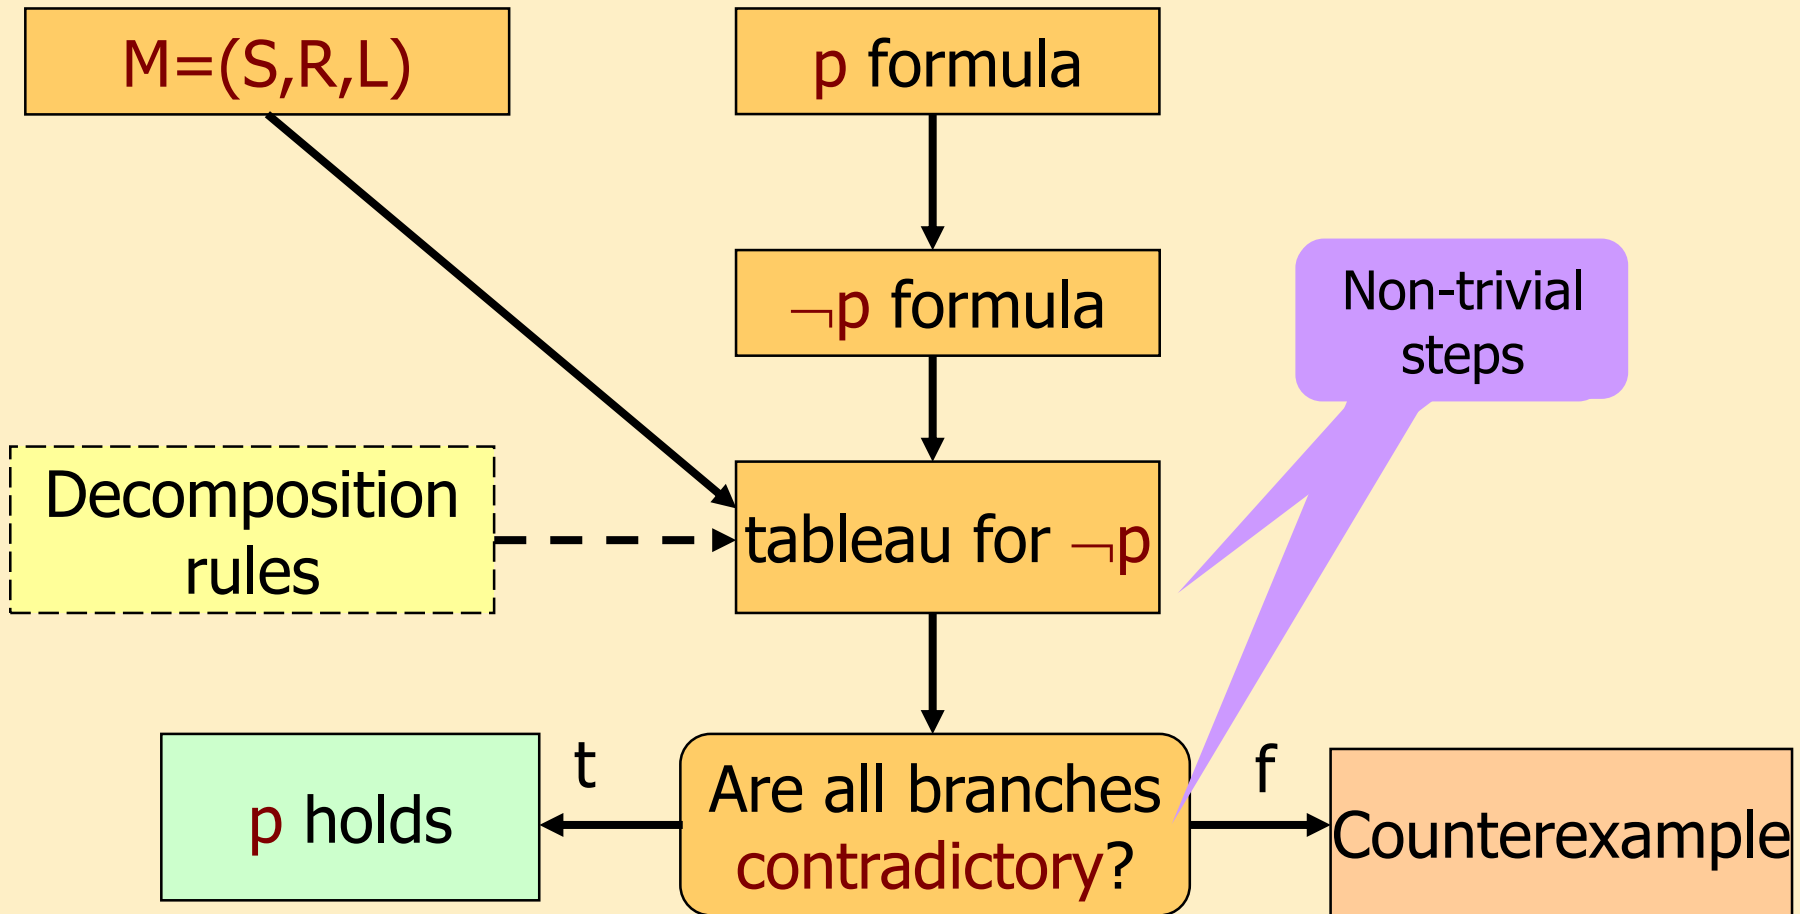 M=(S,R,L)
p formula
¬p formula
Non-trivial
steps
Decomposition
rules
tableau for ¬p
p holds
t
Are all branches
contradictory?
f
Counterexample